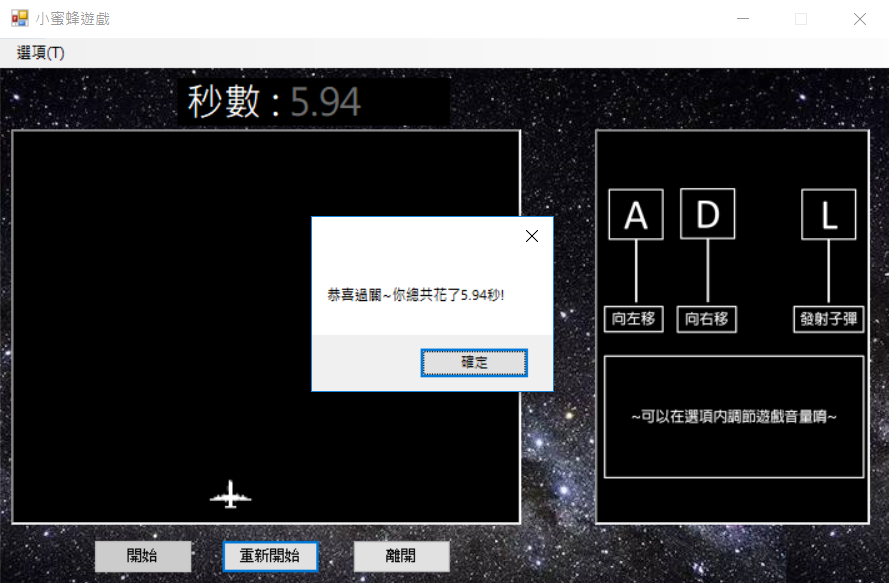 小蜜蜂遊戲
選項(T)
秒數 : 5.94
A D L
向左移 向右移 發射子彈
恭喜過關~你總共花了5.94秒!
確定
~可以在選項內調節遊戲音量唷~
開始 重新開始 離開